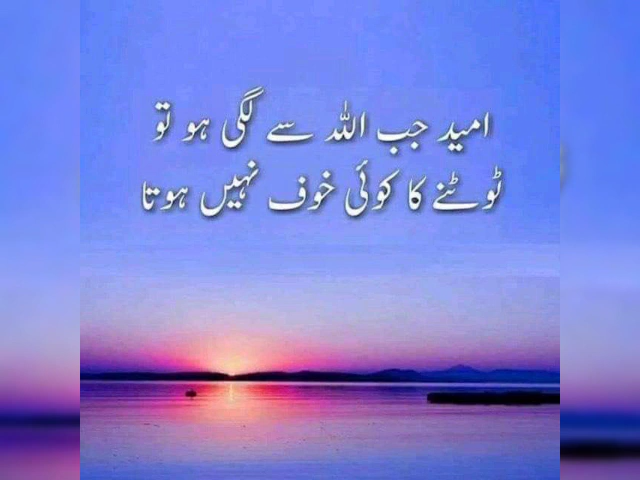 امید جب اللہ سے لگی ہو تو
ٹوٹنے کا کوئی خوف نہیں ہوتا